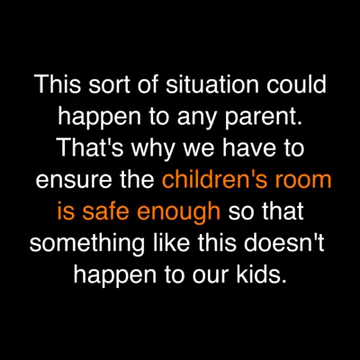 This sort of situation could
happen to any parent.
That's why we have to
ensure the children's room
is safe enough so that
something like this doesn't
happen to our kids.